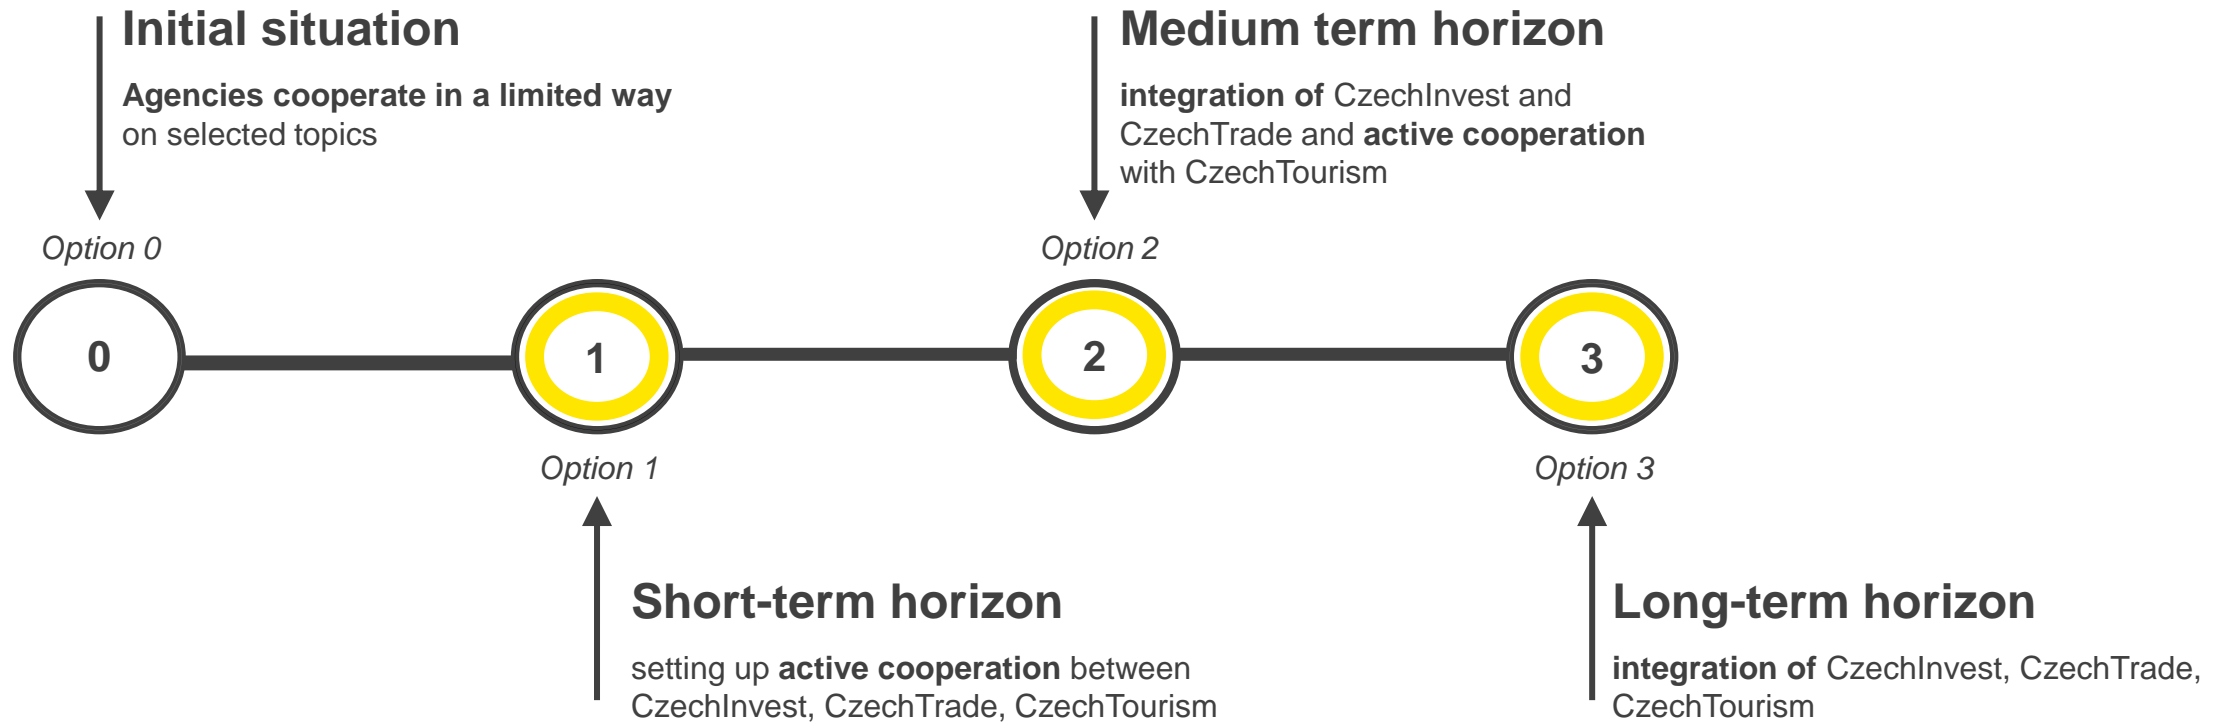 Initial situation
Agencies cooperate in a limited way
on selected topics
Medium term horizon
integration of CzechInvest and
CzechTrade and active cooperation
with CzechTourism
Option 0
Option 2
0
1
2
3
Option 1
Option 3
Short-term horizon
setting up active cooperation between
CzechInvest, CzechTrade, CzechTourism
Long-term horizon
integration of CzechInvest, CzechTrade,
CzechTourism